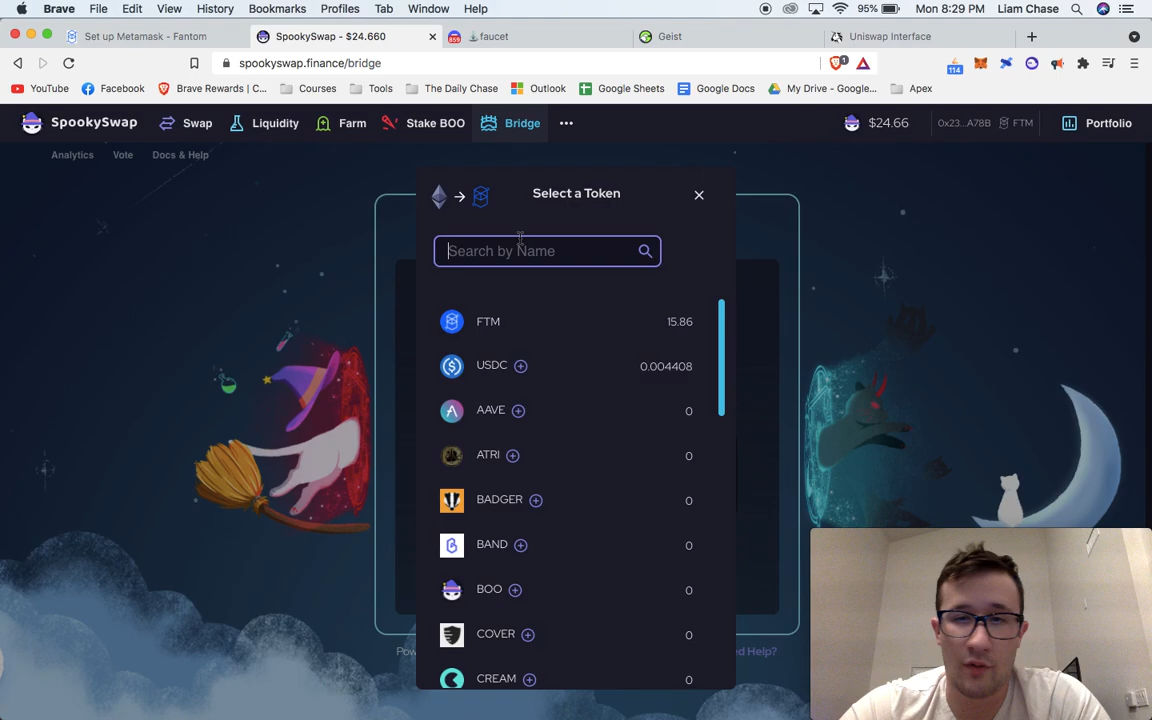 Brave File Edit View History Bookmarks Profiles Tab Window Help 95% Mon 8:29 PM Liam Chase
Set up Metamask - Fantom SpookySwap - $24.660 faucet Geist Uniswap Interface
859
spookyswap.finance/bridge
1
114
YouTube Facebook Brave Rewards | C... Courses Tools The Daily Chase Outlook Google Sheets Google Docs My Drive - Google... Apex
SpookySwap Swap Liquidity Farm Stake BOO Bridge $24.66 0x23...A78B FTM Portfolio
Analytics Vote Docs & Help
Select a Token
Search by Name
FTM 15.86
USDC 0.004408
AAVE 0
ATRI 0
BADGER 0
BAND 0
BOO 0
COVER 0
CREAM 0